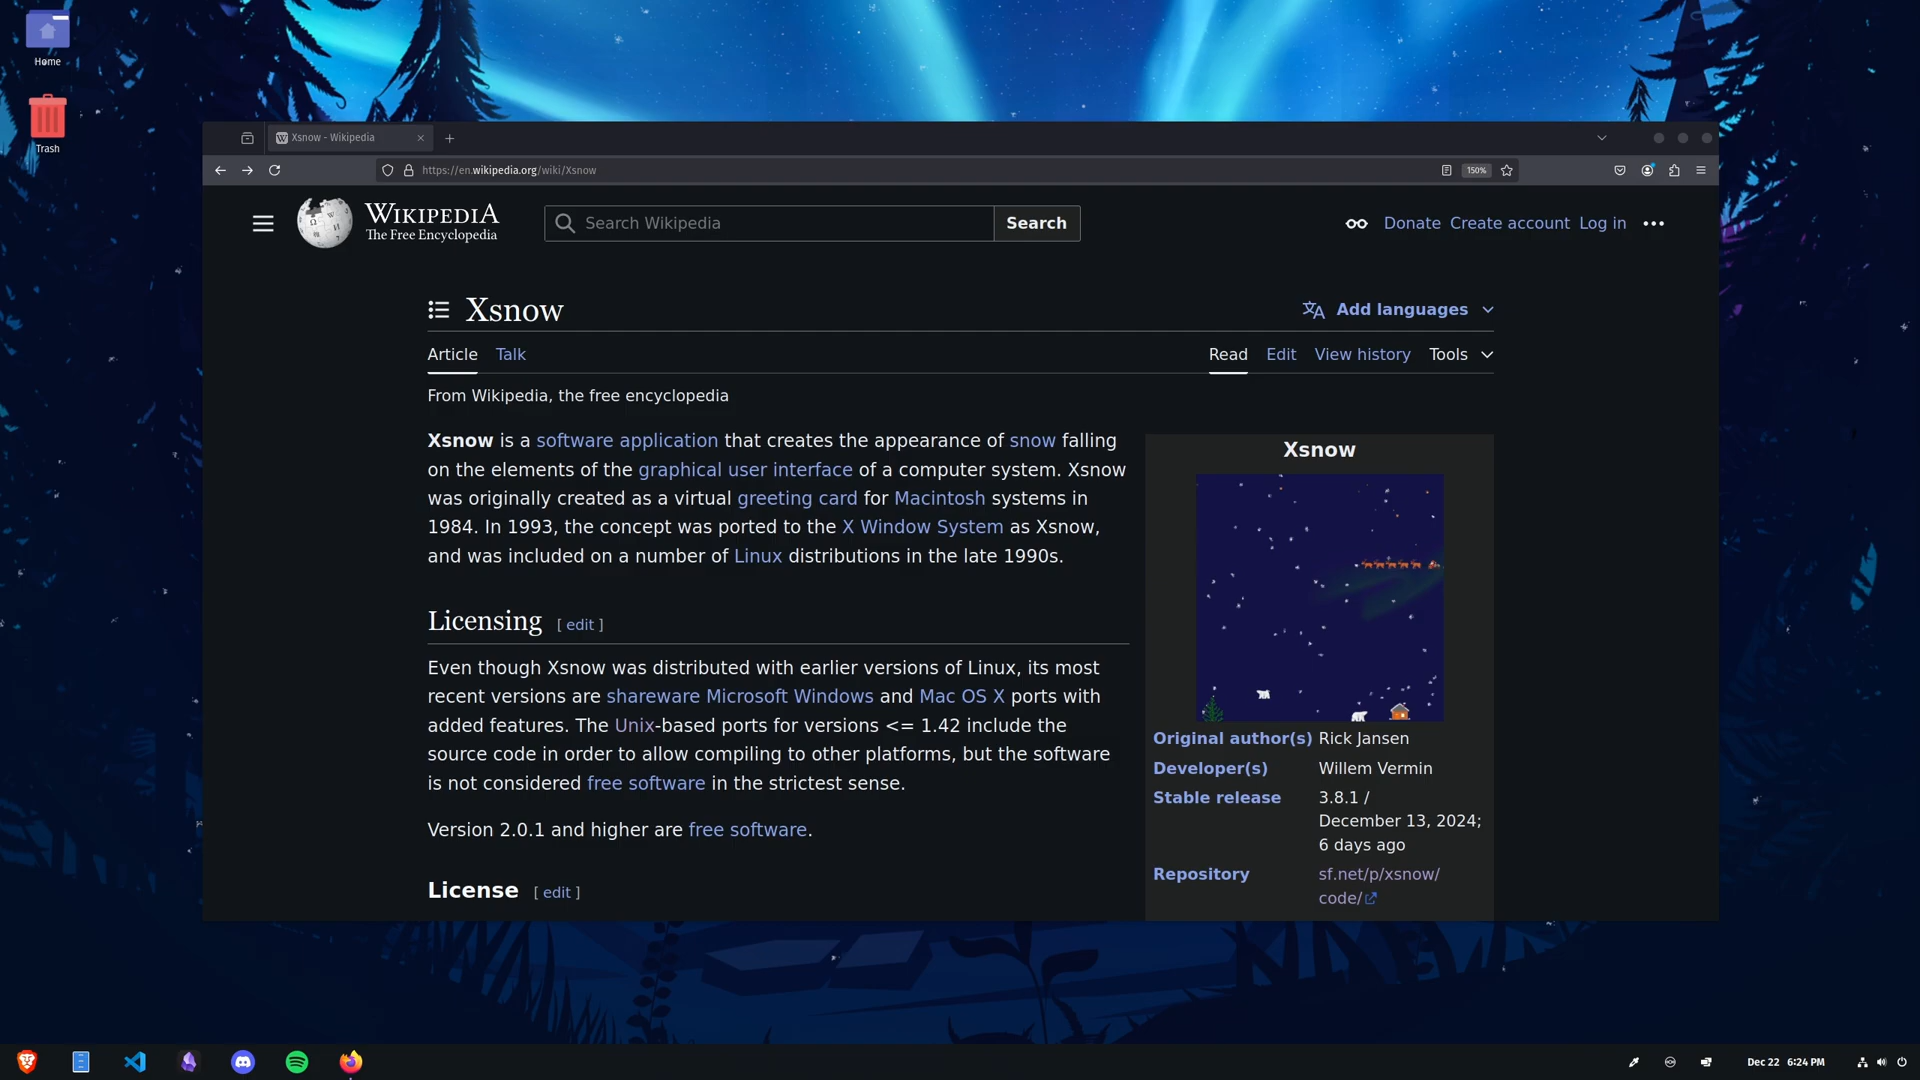 Home
Trash
Xsnow - Wikipedia
https://en.wikipedia.org/wiki/Xsnow
150%
WIKIPEDIA
The Free Encyclopedia
Search Wikipedia
Search
Donate Create account Log in
Xsnow
Add languages
Article Talk
Read Edit View history Tools
From Wikipedia, the free encyclopedia
Xsnow is a software application that creates the appearance of snow falling
on the elements of the graphical user interface of a computer system. Xsnow
was originally created as a virtual greeting card for Macintosh systems in
1984. In 1993, the concept was ported to the X Window System as Xsnow,
and was included on a number of Linux distributions in the late 1990s.
Licensing [ edit ]
Even though Xsnow was distributed with earlier versions of Linux, its most
recent versions are shareware Microsoft Windows and Mac OS X ports with
added features. The Unix-based ports for versions <= 1.42 include the
source code in order to allow compiling to other platforms, but the software
is not considered free software in the strictest sense.
Version 2.0.1 and higher are free software.
License [ edit ]
Xsnow
Original author(s) Rick Jansen
Developer(s) Willem Vermin
Stable release 3.8.1 /
December 13, 2024;
6 days ago
Repository sf.net/p/xsnow/
code/
Dec 22 6:24 PM